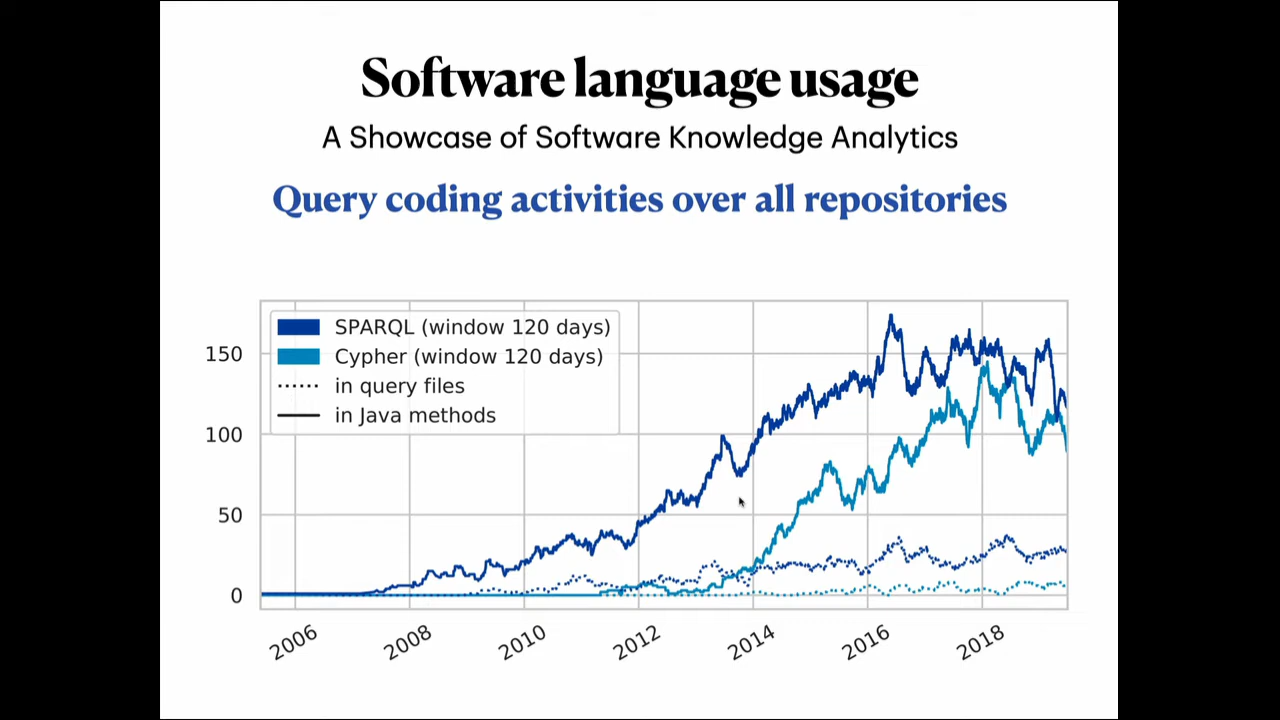 Software language usage
A Showcase of Software Knowledge Analytics
Query coding activities over all repositories
SPARQL (window 120 days)
Cypher (window 120 days)
in query files
in Java methods
150
100
50
0
2006 2008 2010 2012 2014 2016 2018